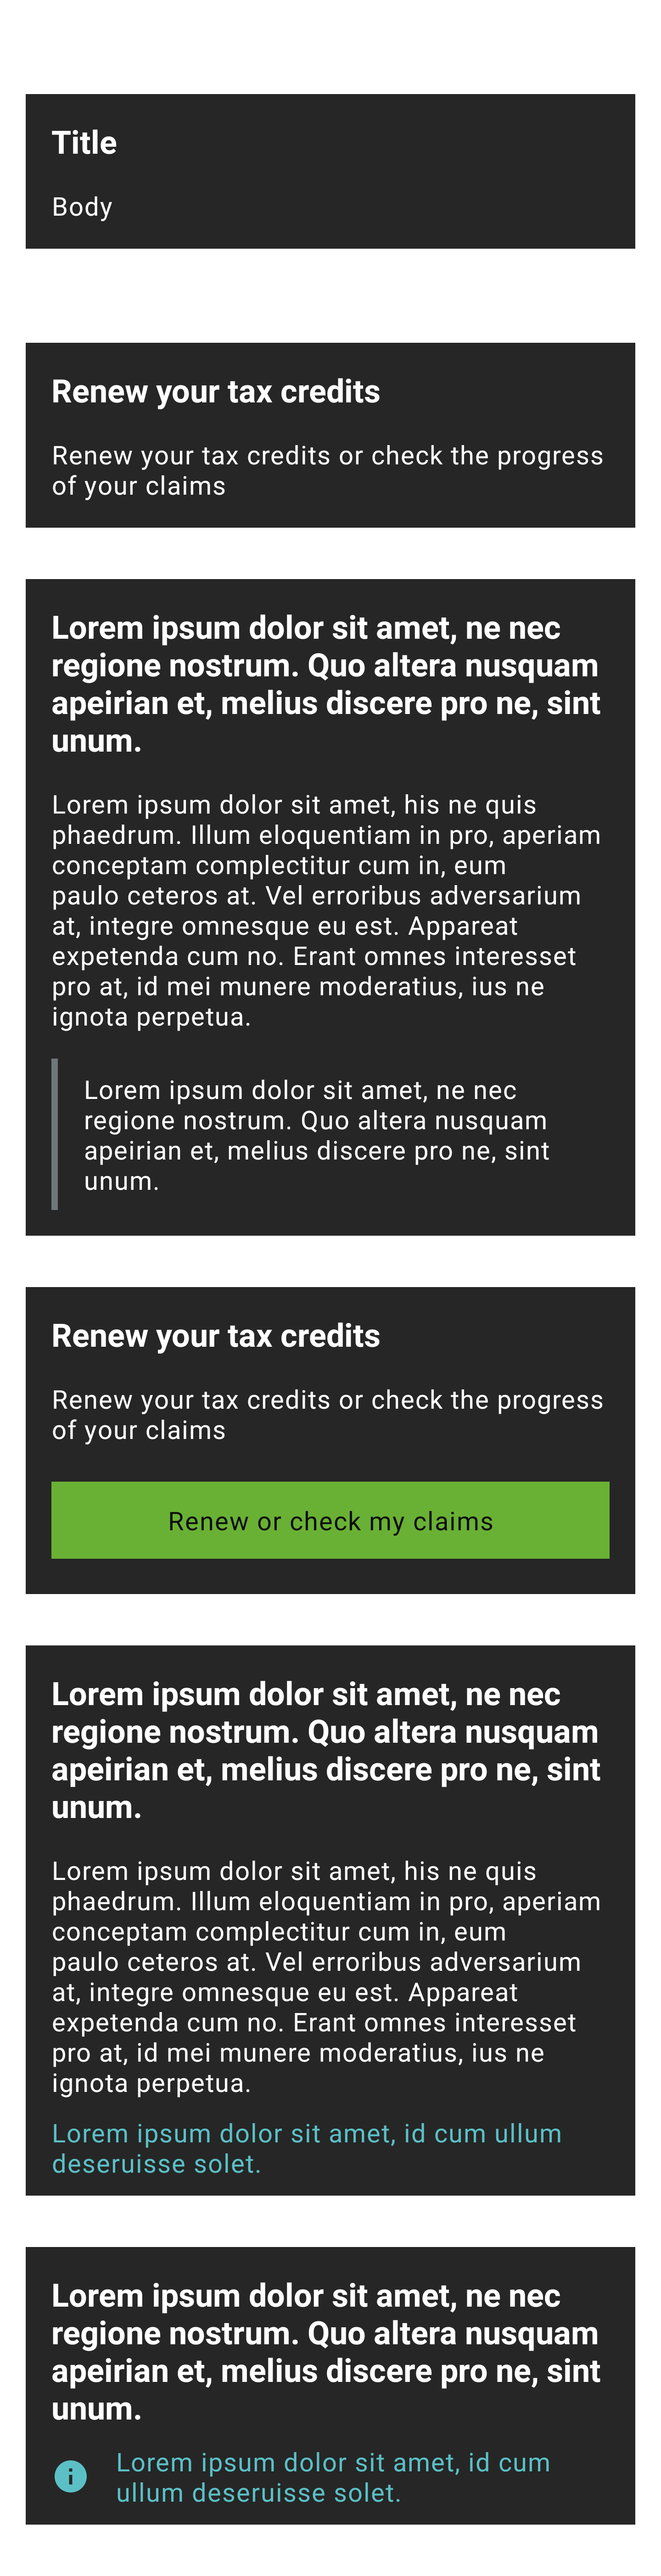 Title
Body
Renew your tax credits
Renew your tax credits or check the progress
of your claims
Lorem ipsum dolor sit amet, ne nec
regione nostrum. Quo altera nusquam
apeirian et, melius discere pro ne, sint
unum.
Lorem ipsum dolor sit amet, his ne quis
phaedrum. Illum eloquentiam in pro, aperiam
conceptam complectitur cum in, eum
paulo ceteros at. Vel erroribus adversarium
at, integre omnesque eu est. Appareat
expetenda cum no. Erant omnes interesset
pro at, id mei munere moderatius, ius ne
ignota perpetua.
Lorem ipsum dolor sit amet, ne nec
regione nostrum. Quo altera nusquam
apeirian et, melius discere pro ne, sint
unum.
Renew your tax credits
Renew your tax credits or check the progress
of your claims
Renew or check my claims
Lorem ipsum dolor sit amet, ne nec
regione nostrum. Quo altera nusquam
apeirian et, melius discere pro ne, sint
unum.
Lorem ipsum dolor sit amet, his ne quis
phaedrum. Illum eloquentiam in pro, aperiam
conceptam complectitur cum in, eum
paulo ceteros at. Vel erroribus adversarium
at, integre omnesque eu est. Appareat
expetenda cum no. Erant omnes interesset
pro at, id mei munere moderatius, ius ne
ignota perpetua.
Lorem ipsum dolor sit amet, id cum ullum
deseruisse solet.
Lorem ipsum dolor sit amet, ne nec
regione nostrum. Quo altera nusquam
apeirian et, melius discere pro ne, sint
unum.
Lorem ipsum dolor sit amet, id cum
ullum deseruisse solet.